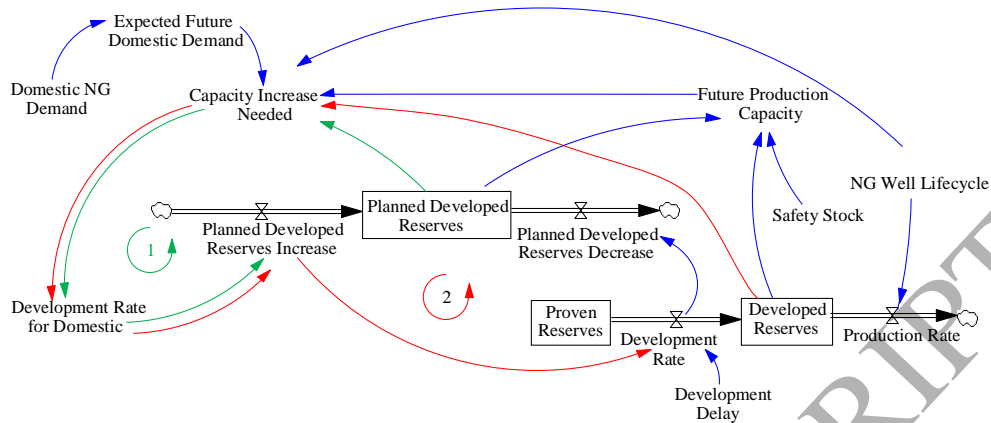 Expected Future
Domestic Demand
Domestic NG
Demand
Capacity Increase
Needed
Future Production
Capacity
NG Well Lifecycle
Safety Stock
Planned Developed
Reserves
Planned Developed
Reserves Increase
Planned Developed
Reserves Decrease
1
2
Development Rate
for Domestic
Proven
Reserves
Development
Rate
Developed
Reserves
Production Rate
Development
Delay
RIPT